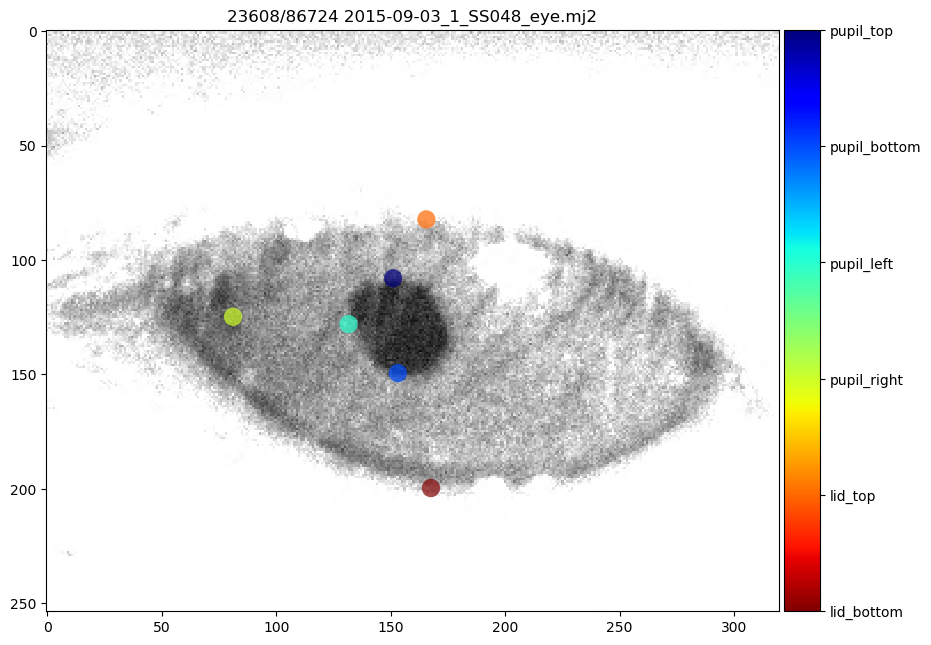 23608/86724 2015-09-03_1_SS048_eye.mj2
0
50
100
150
200
250
0
50
100
150
200
250
300
pupil_top
pupil_bottom
pupil_left
pupil_right
lid_top
lid_bottom